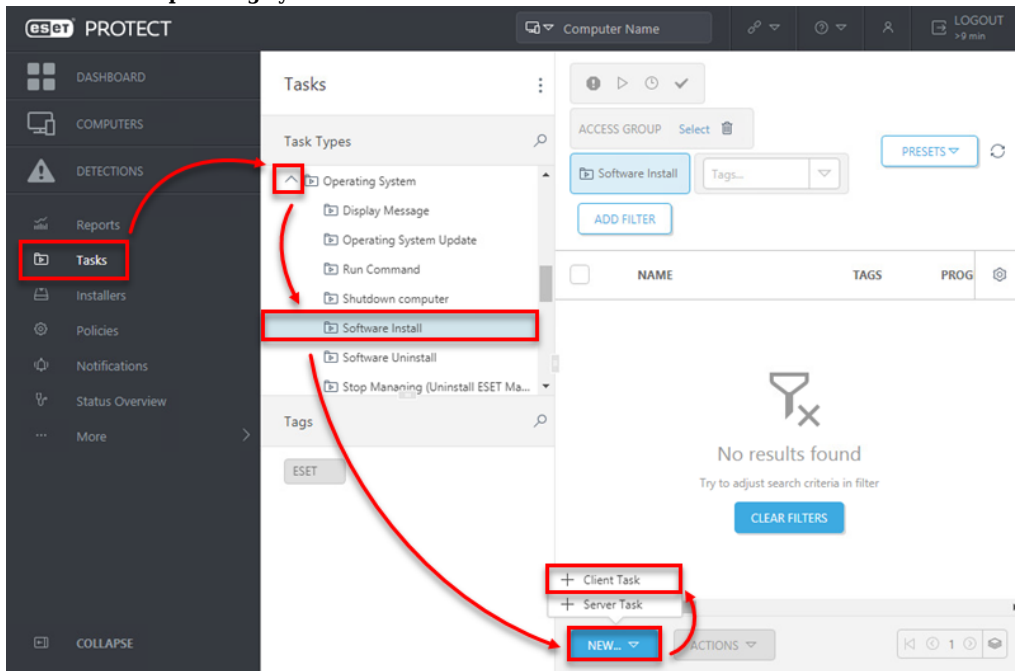 eset PROTECT
Computer Name
LOGOUT
>9 min
DASHBOARD
COMPUTERS
DETECTIONS
Reports
Tasks
Installers
Policies
Notifications
Status Overview
More
COLLAPSE
Tasks
Task Types
Operating System
Display Message
Operating System Update
Run Command
Shutdown computer
Software Install
Software Uninstall
Stop Managing (Uninstall ESET Ma...
Tags
ESET
ACCESS GROUP Select
Software Install
Tags...
PRESETS
ADD FILTER
NAME TAGS PROG
No results found
Try to adjust search criteria in filter
CLEAR FILTERS
Client Task
Server Task
NEW...
ACTIONS
1